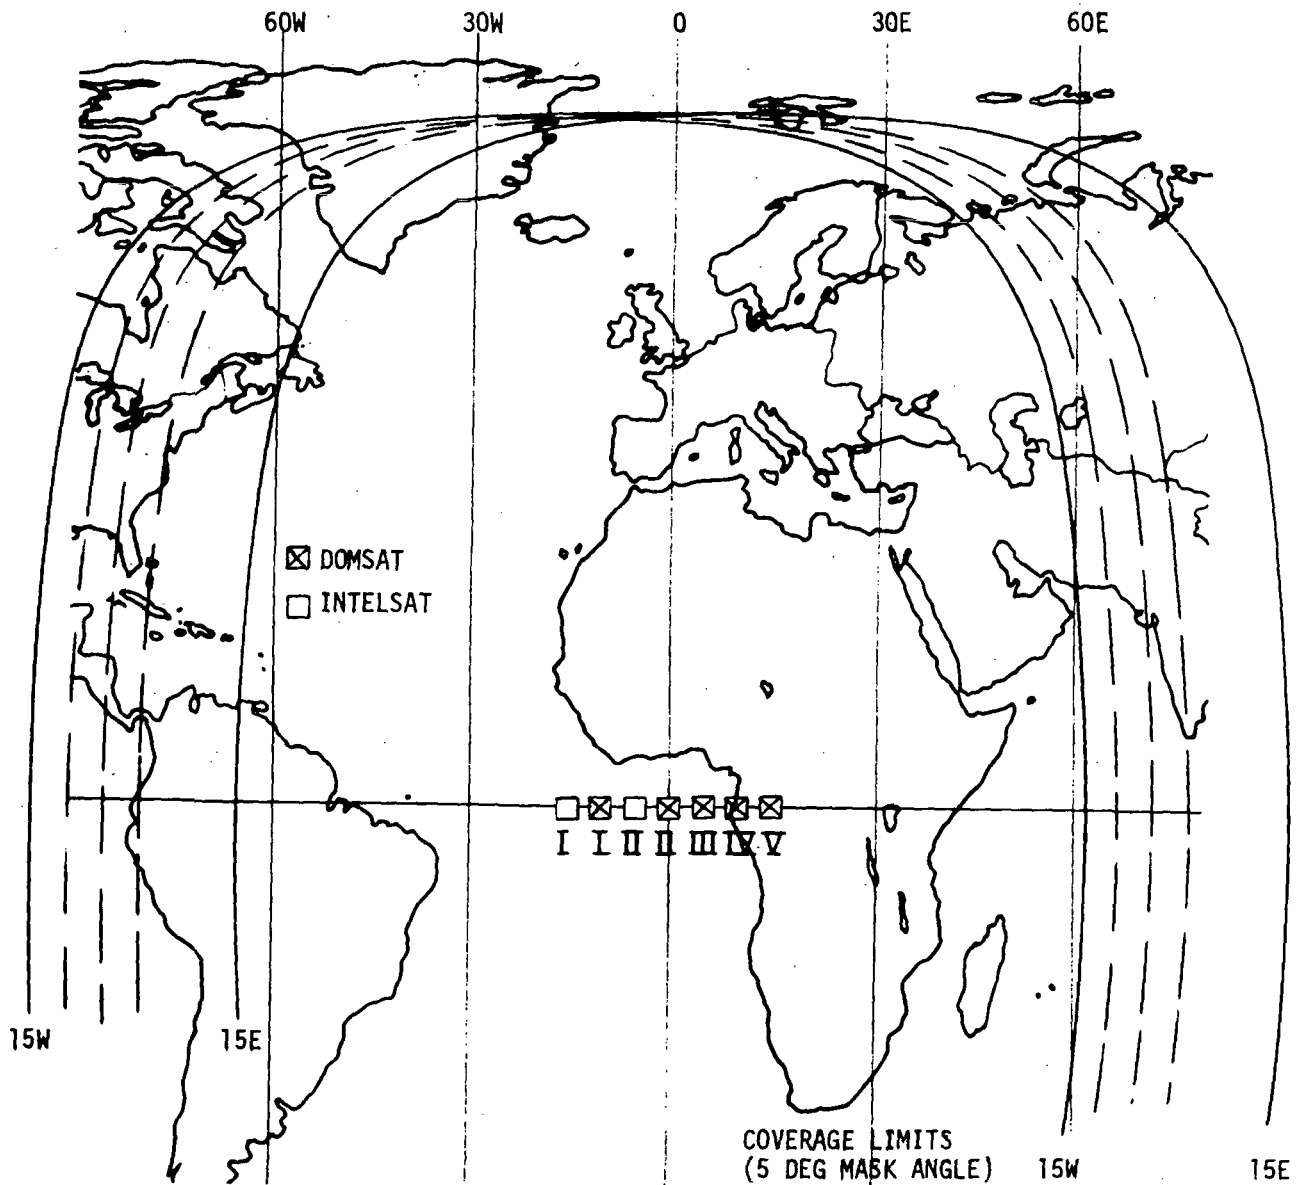 60W 30W 0 30E 60E
DOMSAT
INTELSAT
I I II II III IV V
15W 15E
COVERAGE LIMITS
(5 DEG MASK ANGLE) 15W 15E